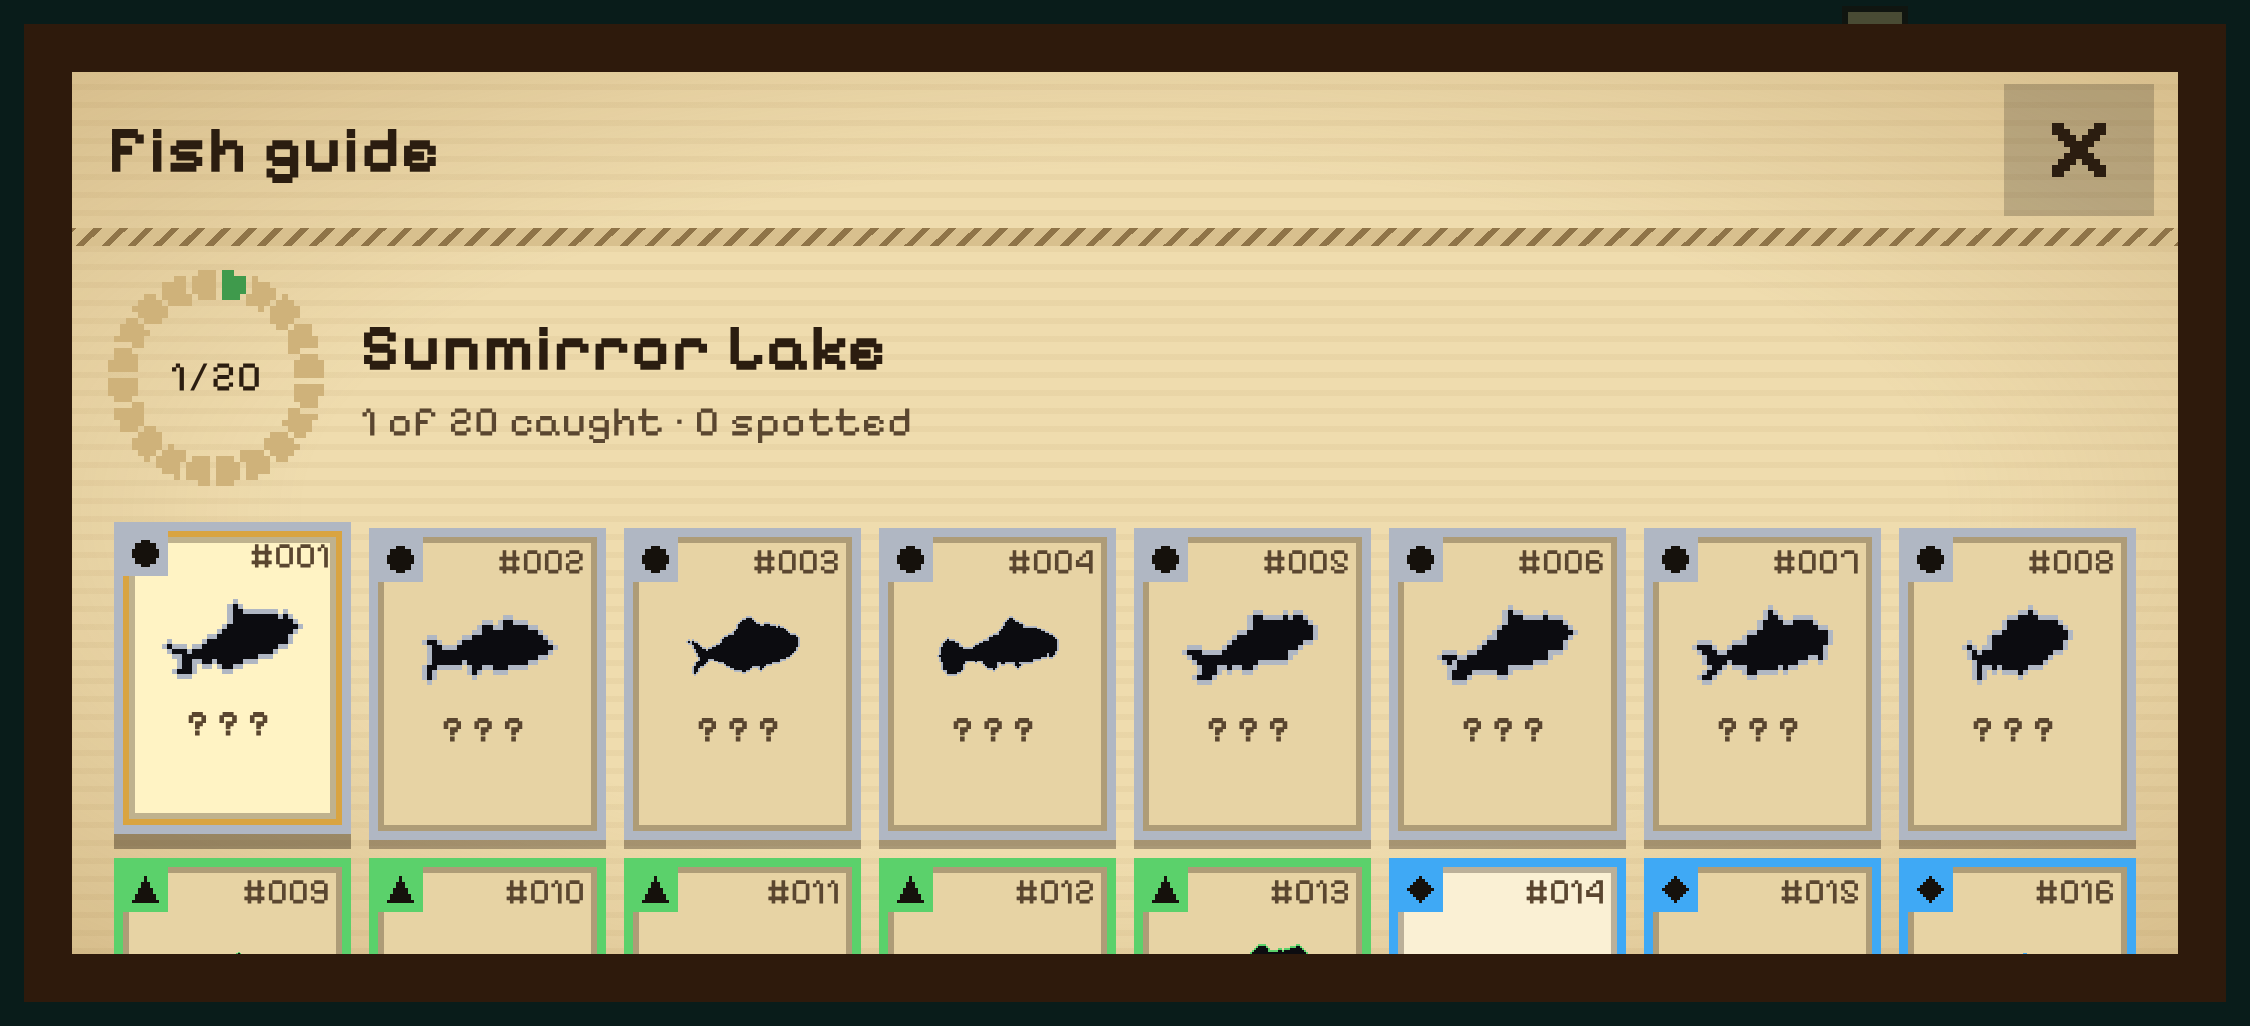 Fish guide
1/20
Sunmirror Lake
1 of 20 caught · 0 spotted
#001 #002 #003 #004 #005 #006 #007 #008
??? ??? ??? ??? ??? ??? ??? ???
#009 #010 #011 #012 #013 #014 #015 #016